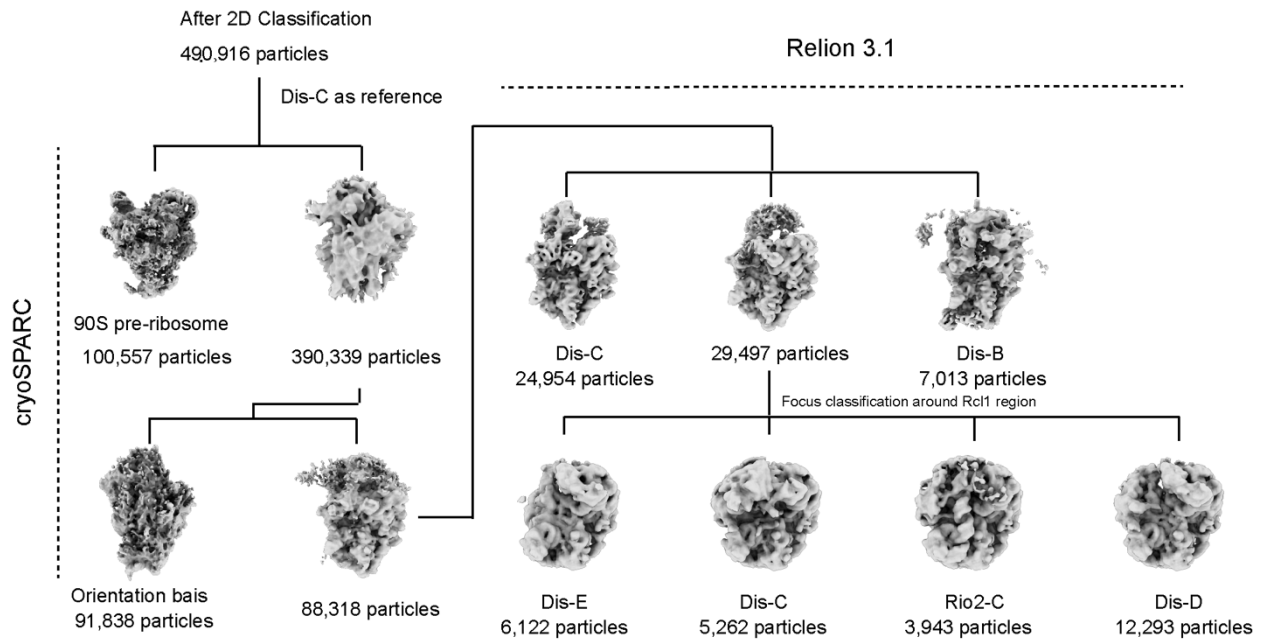 After 2D Classification
490,916 particles
Relion 3.1
Dis-C as reference
cryoSPARC
90S pre-ribosome
100,557 particles
390,339 particles
Dis-C
24,954 particles
29,497 particles
Dis-B
7,013 particles
Focus classification around Rcl1 region
Orientation bais
91,838 particles
88,318 particles
Dis-E
6,122 particles
Dis-C
5,262 particles
Rio2-C
3,943 particles
Dis-D
12,293 particles